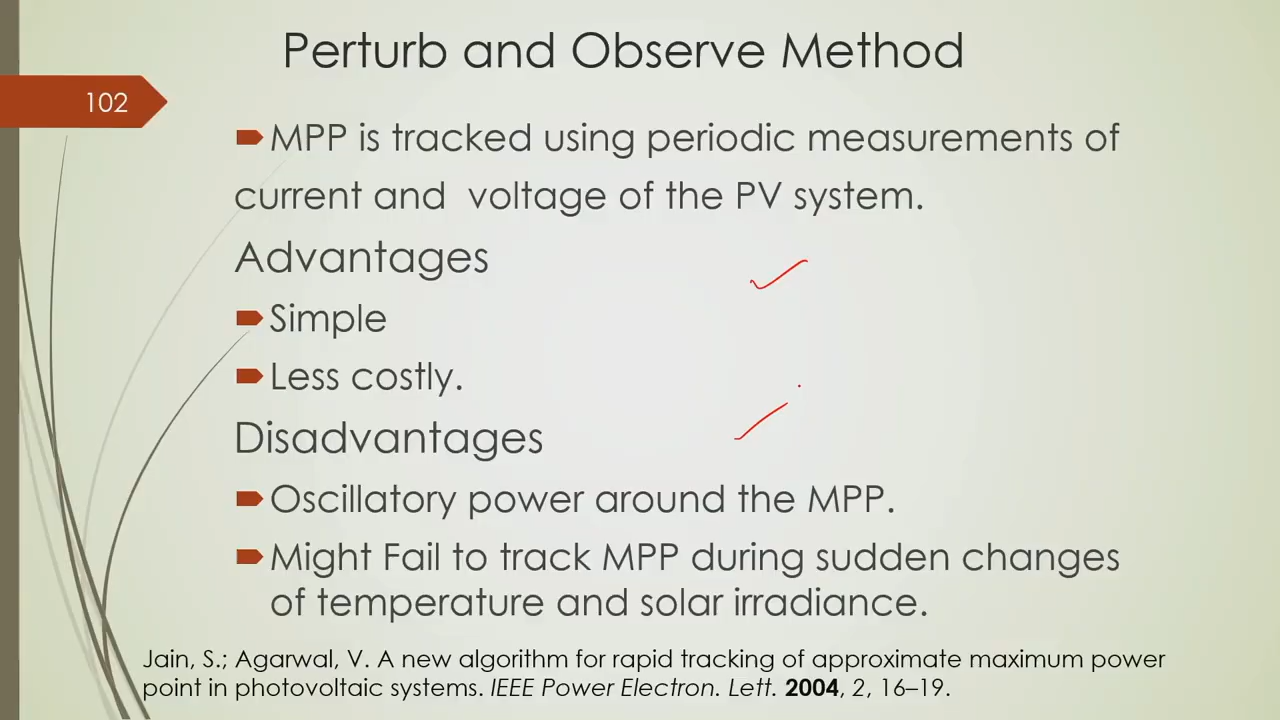 Perturb and Observe Method
102
MPP is tracked using periodic measurements of
current and voltage of the PV system.
Advantages
Simple
Less costly.
Disadvantages
Oscillatory power around the MPP.
Might Fail to track MPP during sudden changes
of temperature and solar irradiance.
Jain, S.; Agarwal, V. A new algorithm for rapid tracking of approximate maximum power
point in photovoltaic systems. IEEE Power Electron. Lett. 2004, 2, 16–19.